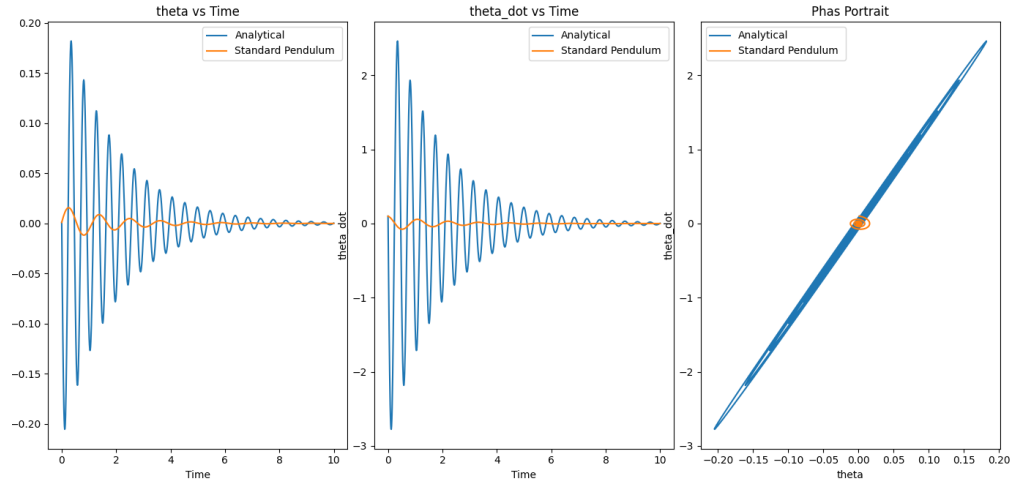 theta vs Time
0.20
0.15
0.10
0.05
0.00
−0.05
−0.10
−0.15
−0.20
0 2 4 6 8 10
Time
Analytical
Standard Pendulum
theta_dot vs Time
theta_dot
2
1
0
−1
−2
−3
0 2 4 6 8 10
Time
Analytical
Standard Pendulum
Phas Portrait
theta_dot
2
1
0
−1
−2
−3
−0.20 −0.15 −0.10 −0.05 0.00 0.05 0.10 0.15 0.20
theta
Analytical
Standard Pendulum